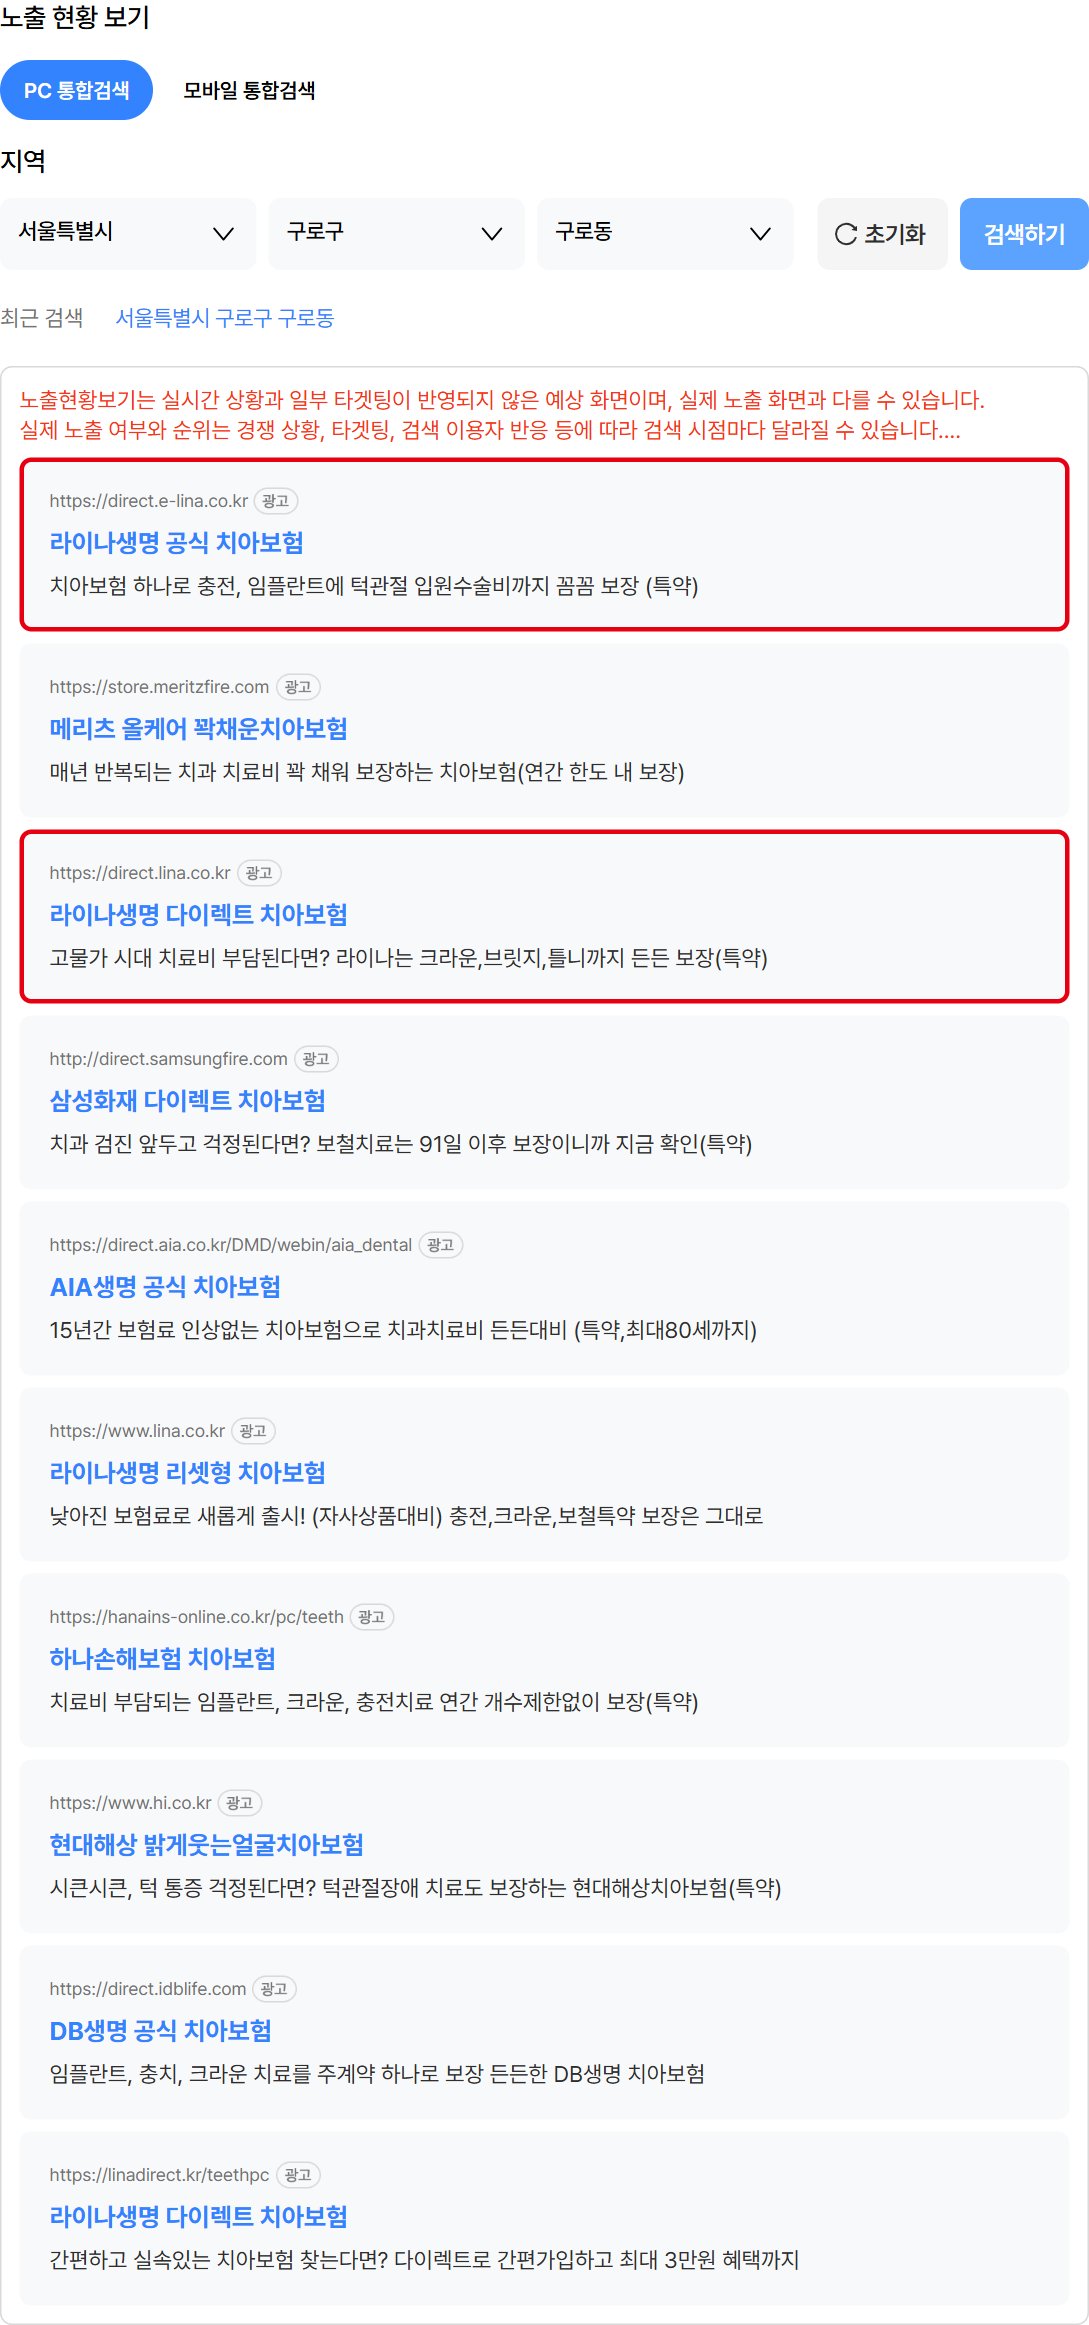 노출 현황 보기
PC 통합검색 모바일 통합검색
지역
서울특별시 구로구 구로동 초기화 검색하기
최근 검색 서울특별시 구로구 구로동
노출현황보기는 실시간 상황과 일부 타겟팅이 반영되지 않은 예상 화면이며, 실제 노출 화면과 다를 수 있습니다.
실제 노출 여부와 순위는 경쟁 상황, 타겟팅, 검색 이용자 반응 등에 따라 검색 시점마다 달라질 수 있습니다....
https://direct.e-lina.co.kr 광고
라이나생명 공식 치아보험
치아보험 하나로 충전, 임플란트에 턱관절 입원수술비까지 꼼꼼 보장 (특약)
https://store.meritzfire.com 광고
메리츠 올케어 꽉채운치아보험
매년 반복되는 치과 치료비 꽉 채워 보장하는 치아보험(연간 한도 내 보장)
https://direct.lina.co.kr 광고
라이나생명 다이렉트 치아보험
고물가 시대 치료비 부담된다면? 라이나는 크라운,브릿지,틀니까지 든든 보장(특약)
http://direct.samsungfire.com 광고
삼성화재 다이렉트 치아보험
치과 검진 앞두고 걱정된다면? 보철치료는 91일 이후 보장이니까 지금 확인(특약)
https://direct.aia.co.kr/DMD/webin/aia_dental 광고
AIA생명 공식 치아보험
15년간 보험료 인상없는 치아보험으로 치과치료비 든든대비 (특약,최대80세까지)
https://www.lina.co.kr 광고
라이나생명 리셋형 치아보험
낮아진 보험료로 새롭게 출시! (자사상품대비) 충전,크라운,보철특약 보장은 그대로
https://hanains-online.co.kr/pc/teeth 광고
하나손해보험 치아보험
치료비 부담되는 임플란트, 크라운, 충전치료 연간 개수제한없이 보장(특약)
https://www.hi.co.kr 광고
현대해상 밝게웃는얼굴치아보험
시큰시큰, 턱 통증 걱정된다면? 턱관절장애 치료도 보장하는 현대해상치아보험(특약)
https://direct.idblife.com 광고
DB생명 공식 치아보험
임플란트, 충치, 크라운 치료를 주계약 하나로 보장 든든한 DB생명 치아보험
https://linadirect.kr/teethpc 광고
라이나생명 다이렉트 치아보험
간편하고 실속있는 치아보험 찾는다면? 다이렉트로 간편가입하고 최대 3만원 혜택까지